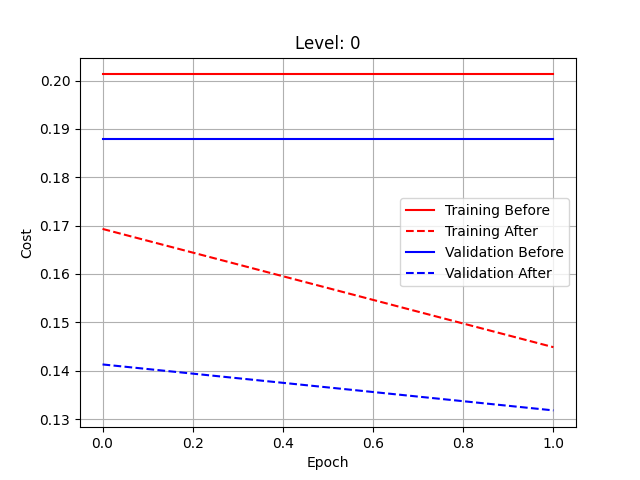 Level: 0
0.20
0.19
0.18
0.17
0.16
0.15
0.14
0.13
Cost
Training Before
Training After
Validation Before
Validation After
0.0 0.2 0.4 0.6 0.8 1.0
Epoch